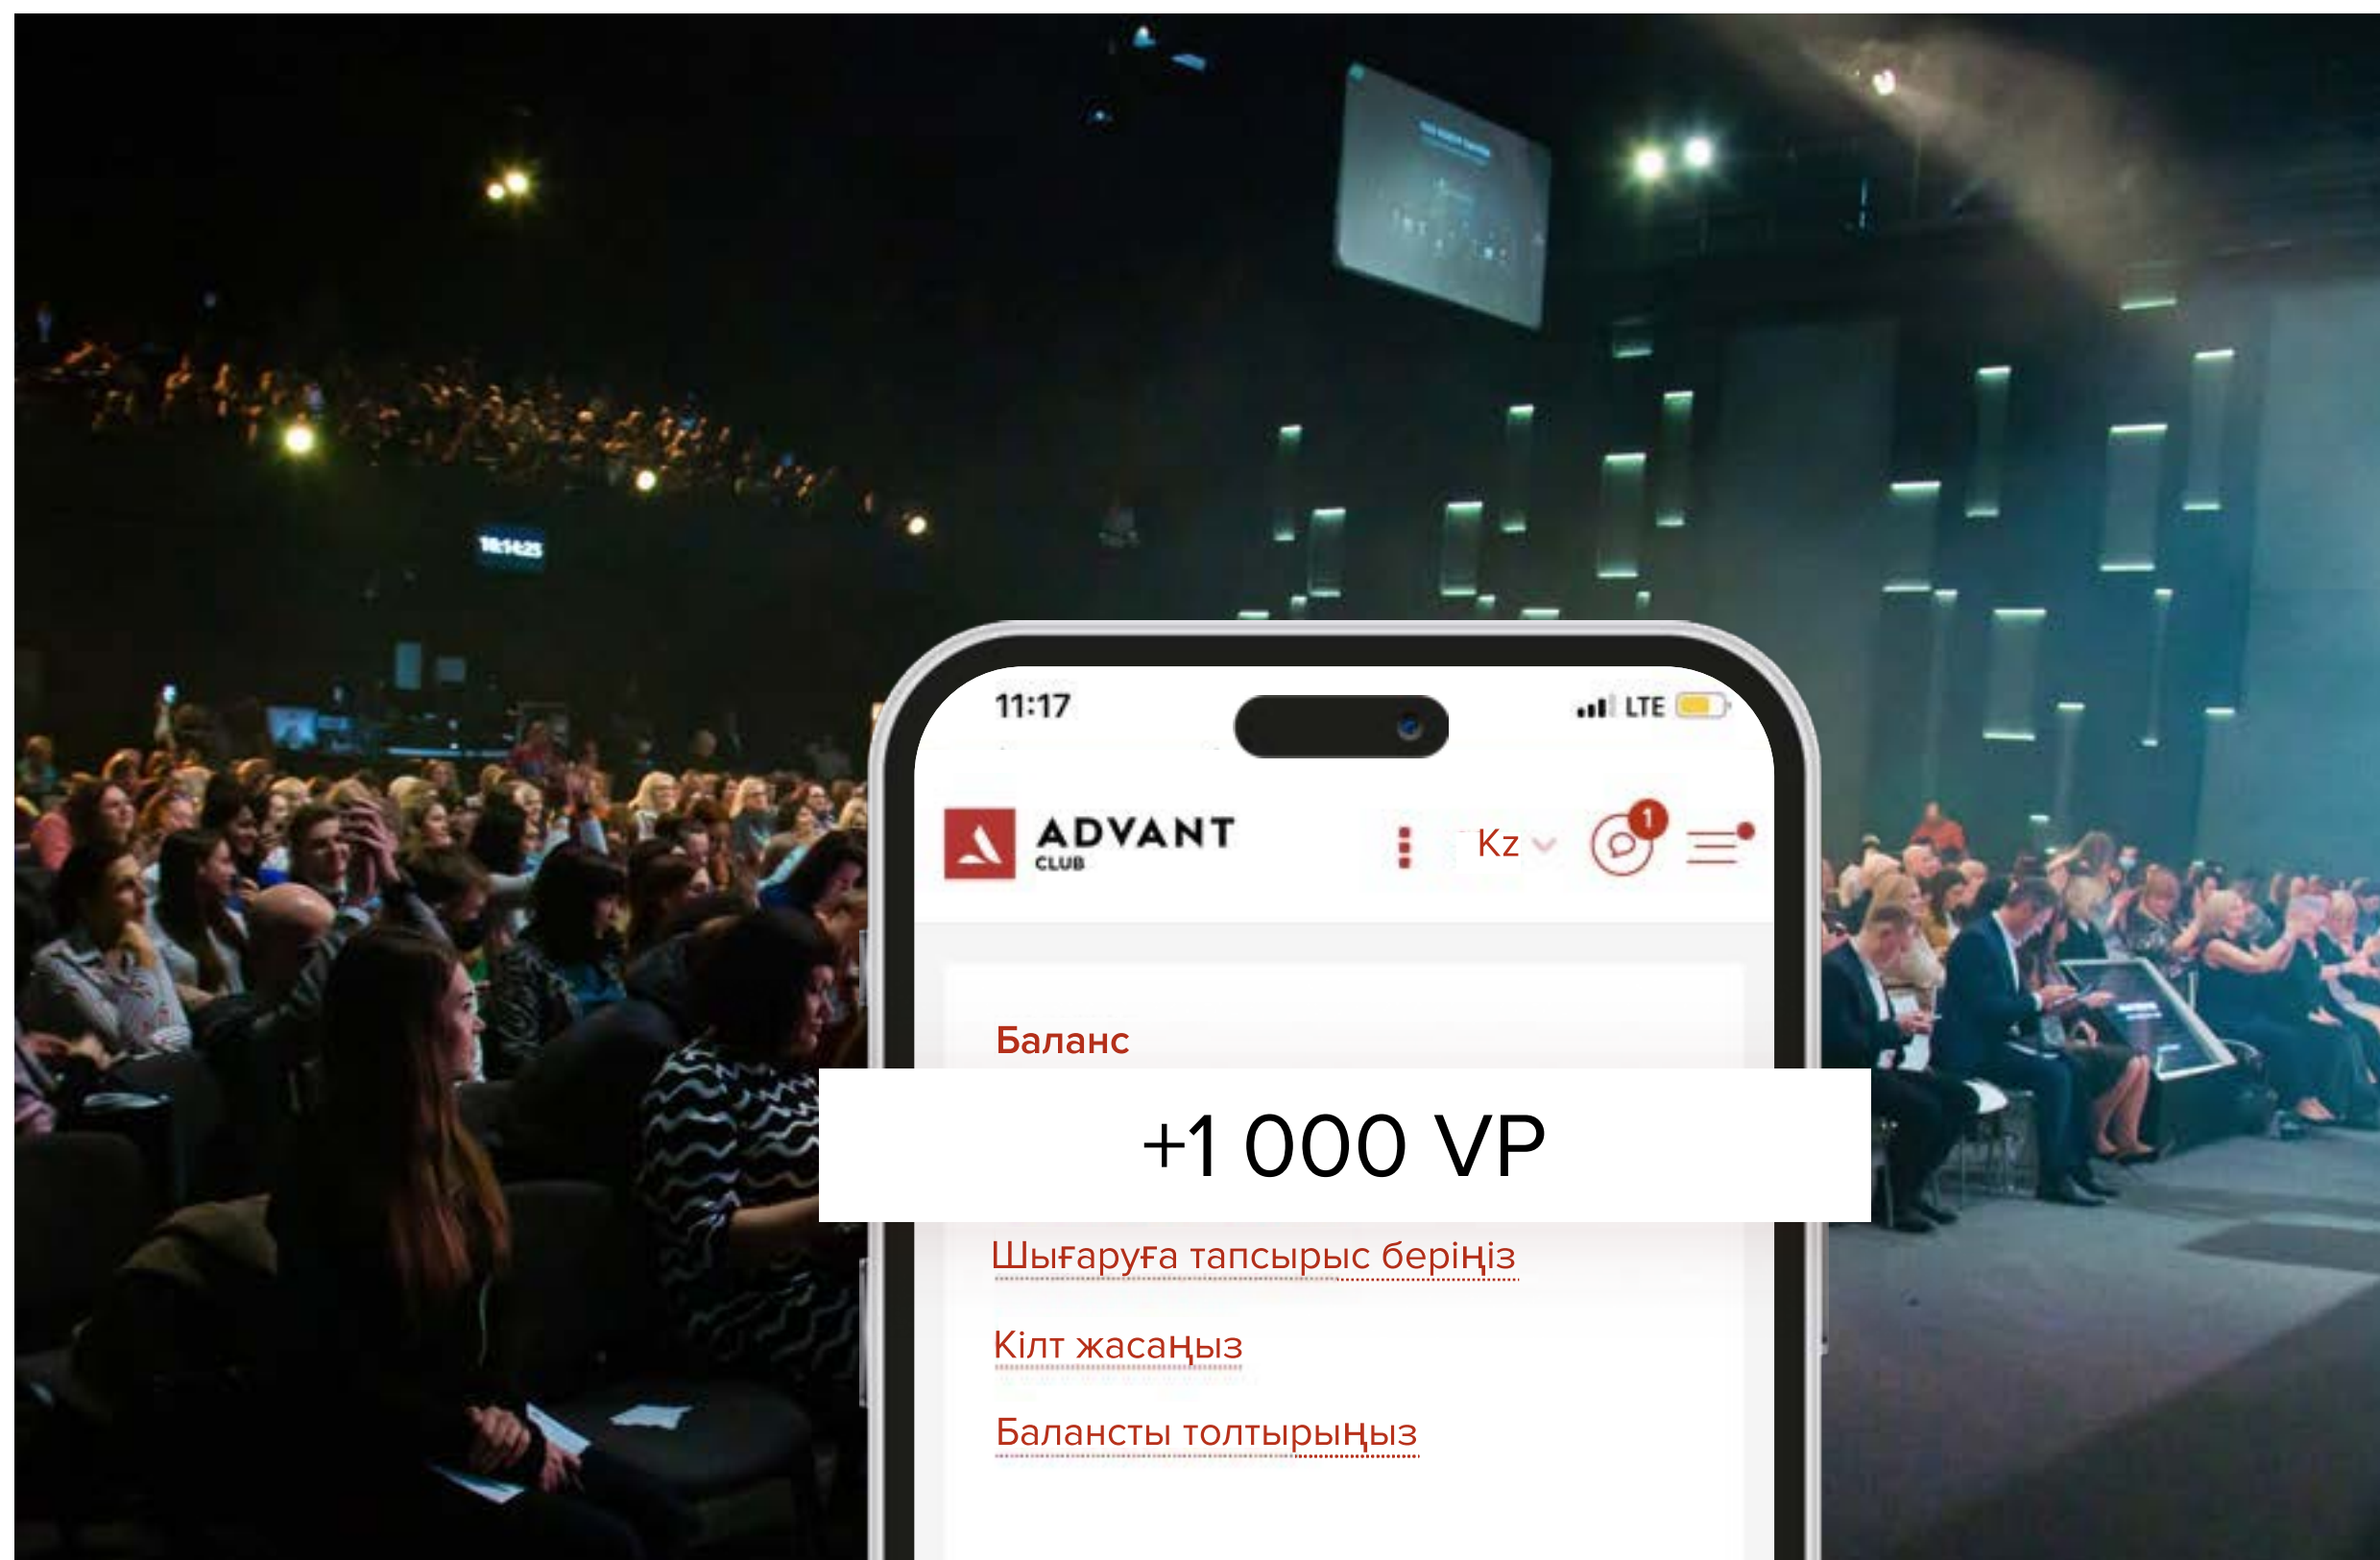 11:17
LTE
ADVANT
CLUB
Kz
1
Баланс
+1 000 VP
Шығаруға тапсырыс беріңіз
Кілт жасаңыз
Балансты толтырыңыз